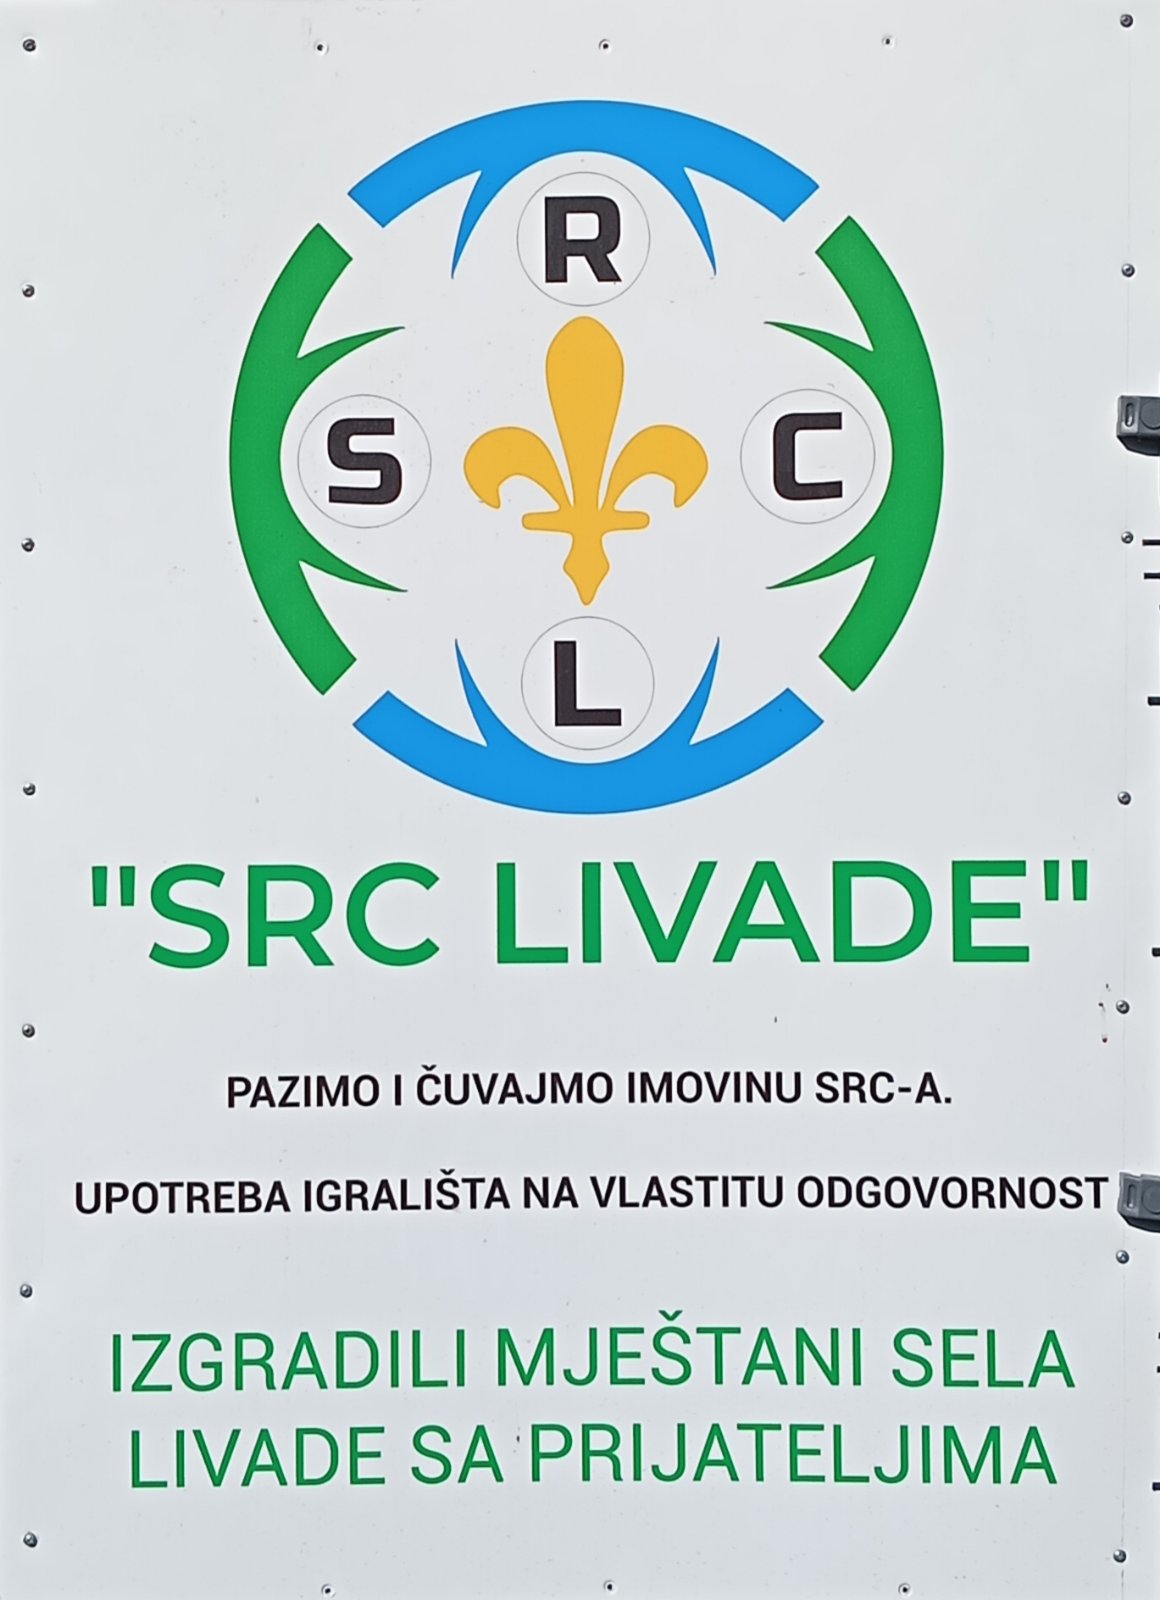 R
S C
L
"SRC LIVADE"
PAZIMO I ČUVAJMO IMOVINU SRC-A.
UPOTREBA IGRALIŠTA NA VLASTITU ODGOVORNOST
IZGRADILI MJEŠTANI SELA
LIVADE SA PRIJATELJIMA